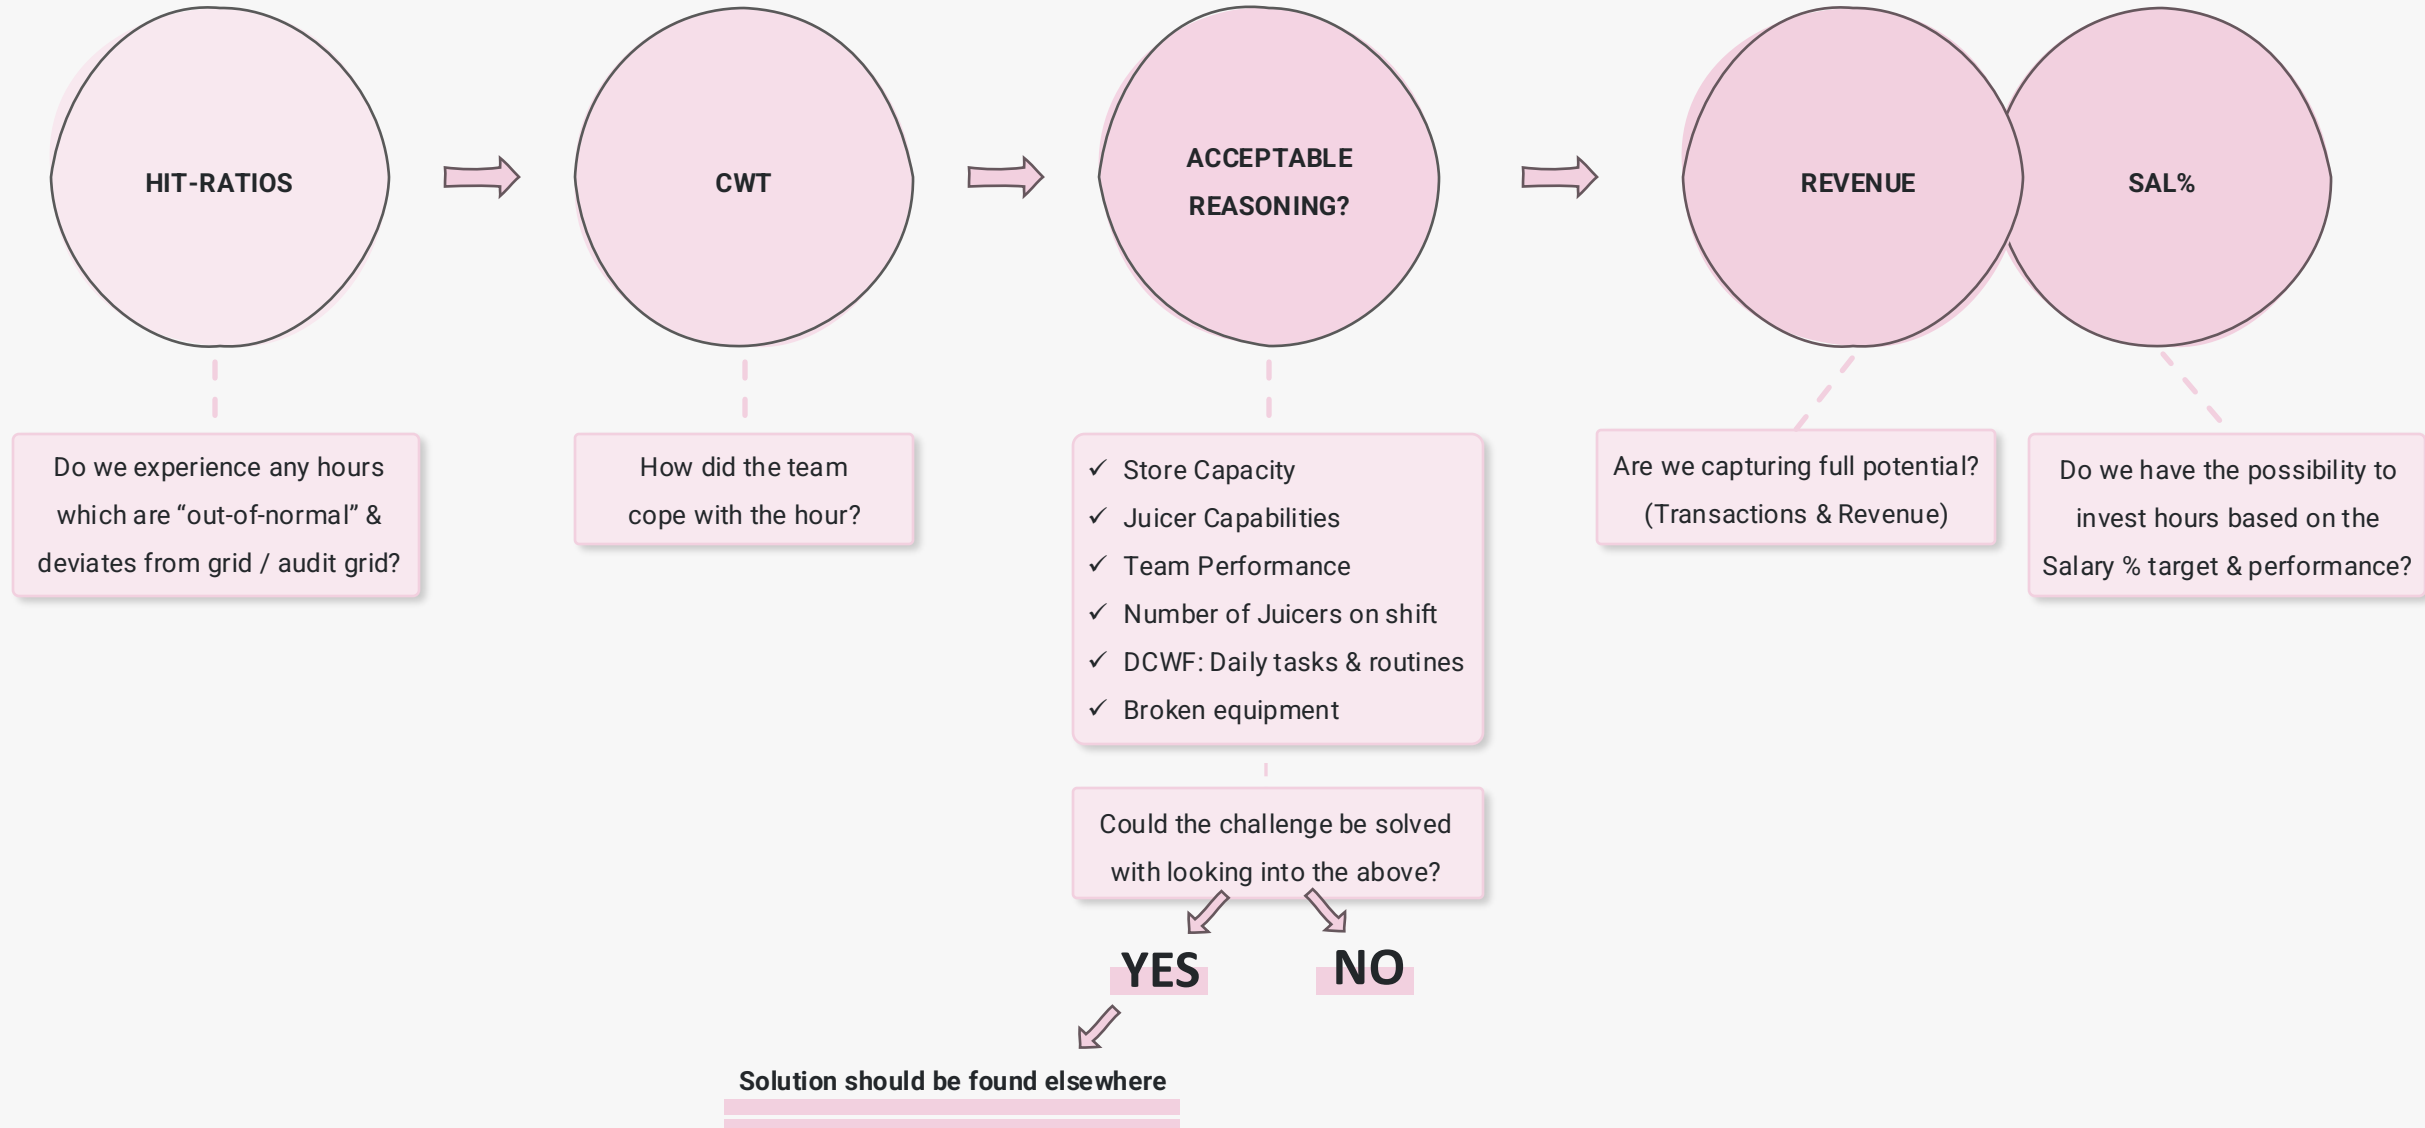 HIT-RATIOS
CWT
ACCEPTABLE
REASONING?
REVENUE
SAL%
Do we experience any hours
which are “out-of-normal” &
deviates from grid / audit grid?
How did the team
cope with the hour?
✓ Store Capacity
✓ Juicer Capabilities
✓ Team Performance
✓ Number of Juicers on shift
✓ DCWF: Daily tasks & routines
✓ Broken equipment
Could the challenge be solved
with looking into the above?
YES
NO
Solution should be found elsewhere
Are we capturing full potential?
(Transactions & Revenue)
Do we have the possibility to
invest hours based on the
Salary % target & performance?